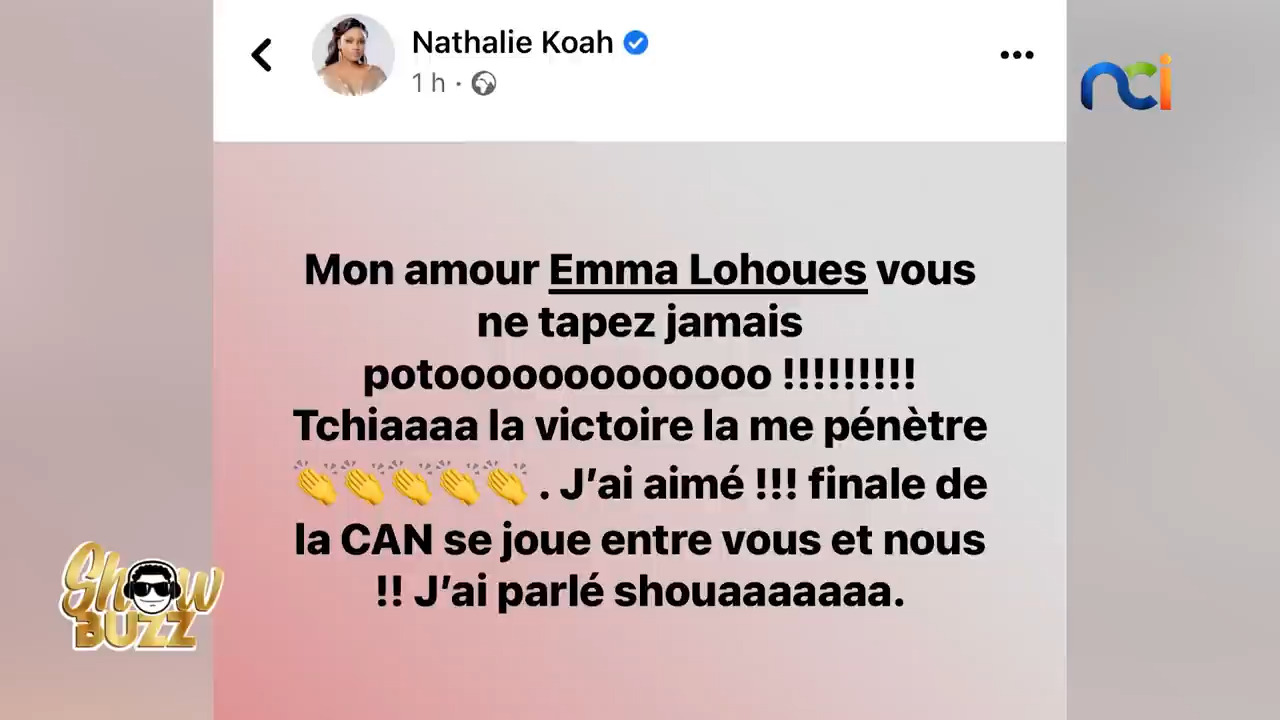 Nathalie Koah
1 h ·
nci
Mon amour Emma Lohoues vous
ne tapez jamais
potooooooooooooo !!!!!!!!!
Tchiaaaa la victoire la me pénètre
👏👏👏👏👏 . J’ai aimé !!! finale de
la CAN se joue entre vous et nous
!! J’ai parlé shouaaaaaaa.
Show
BUZZ